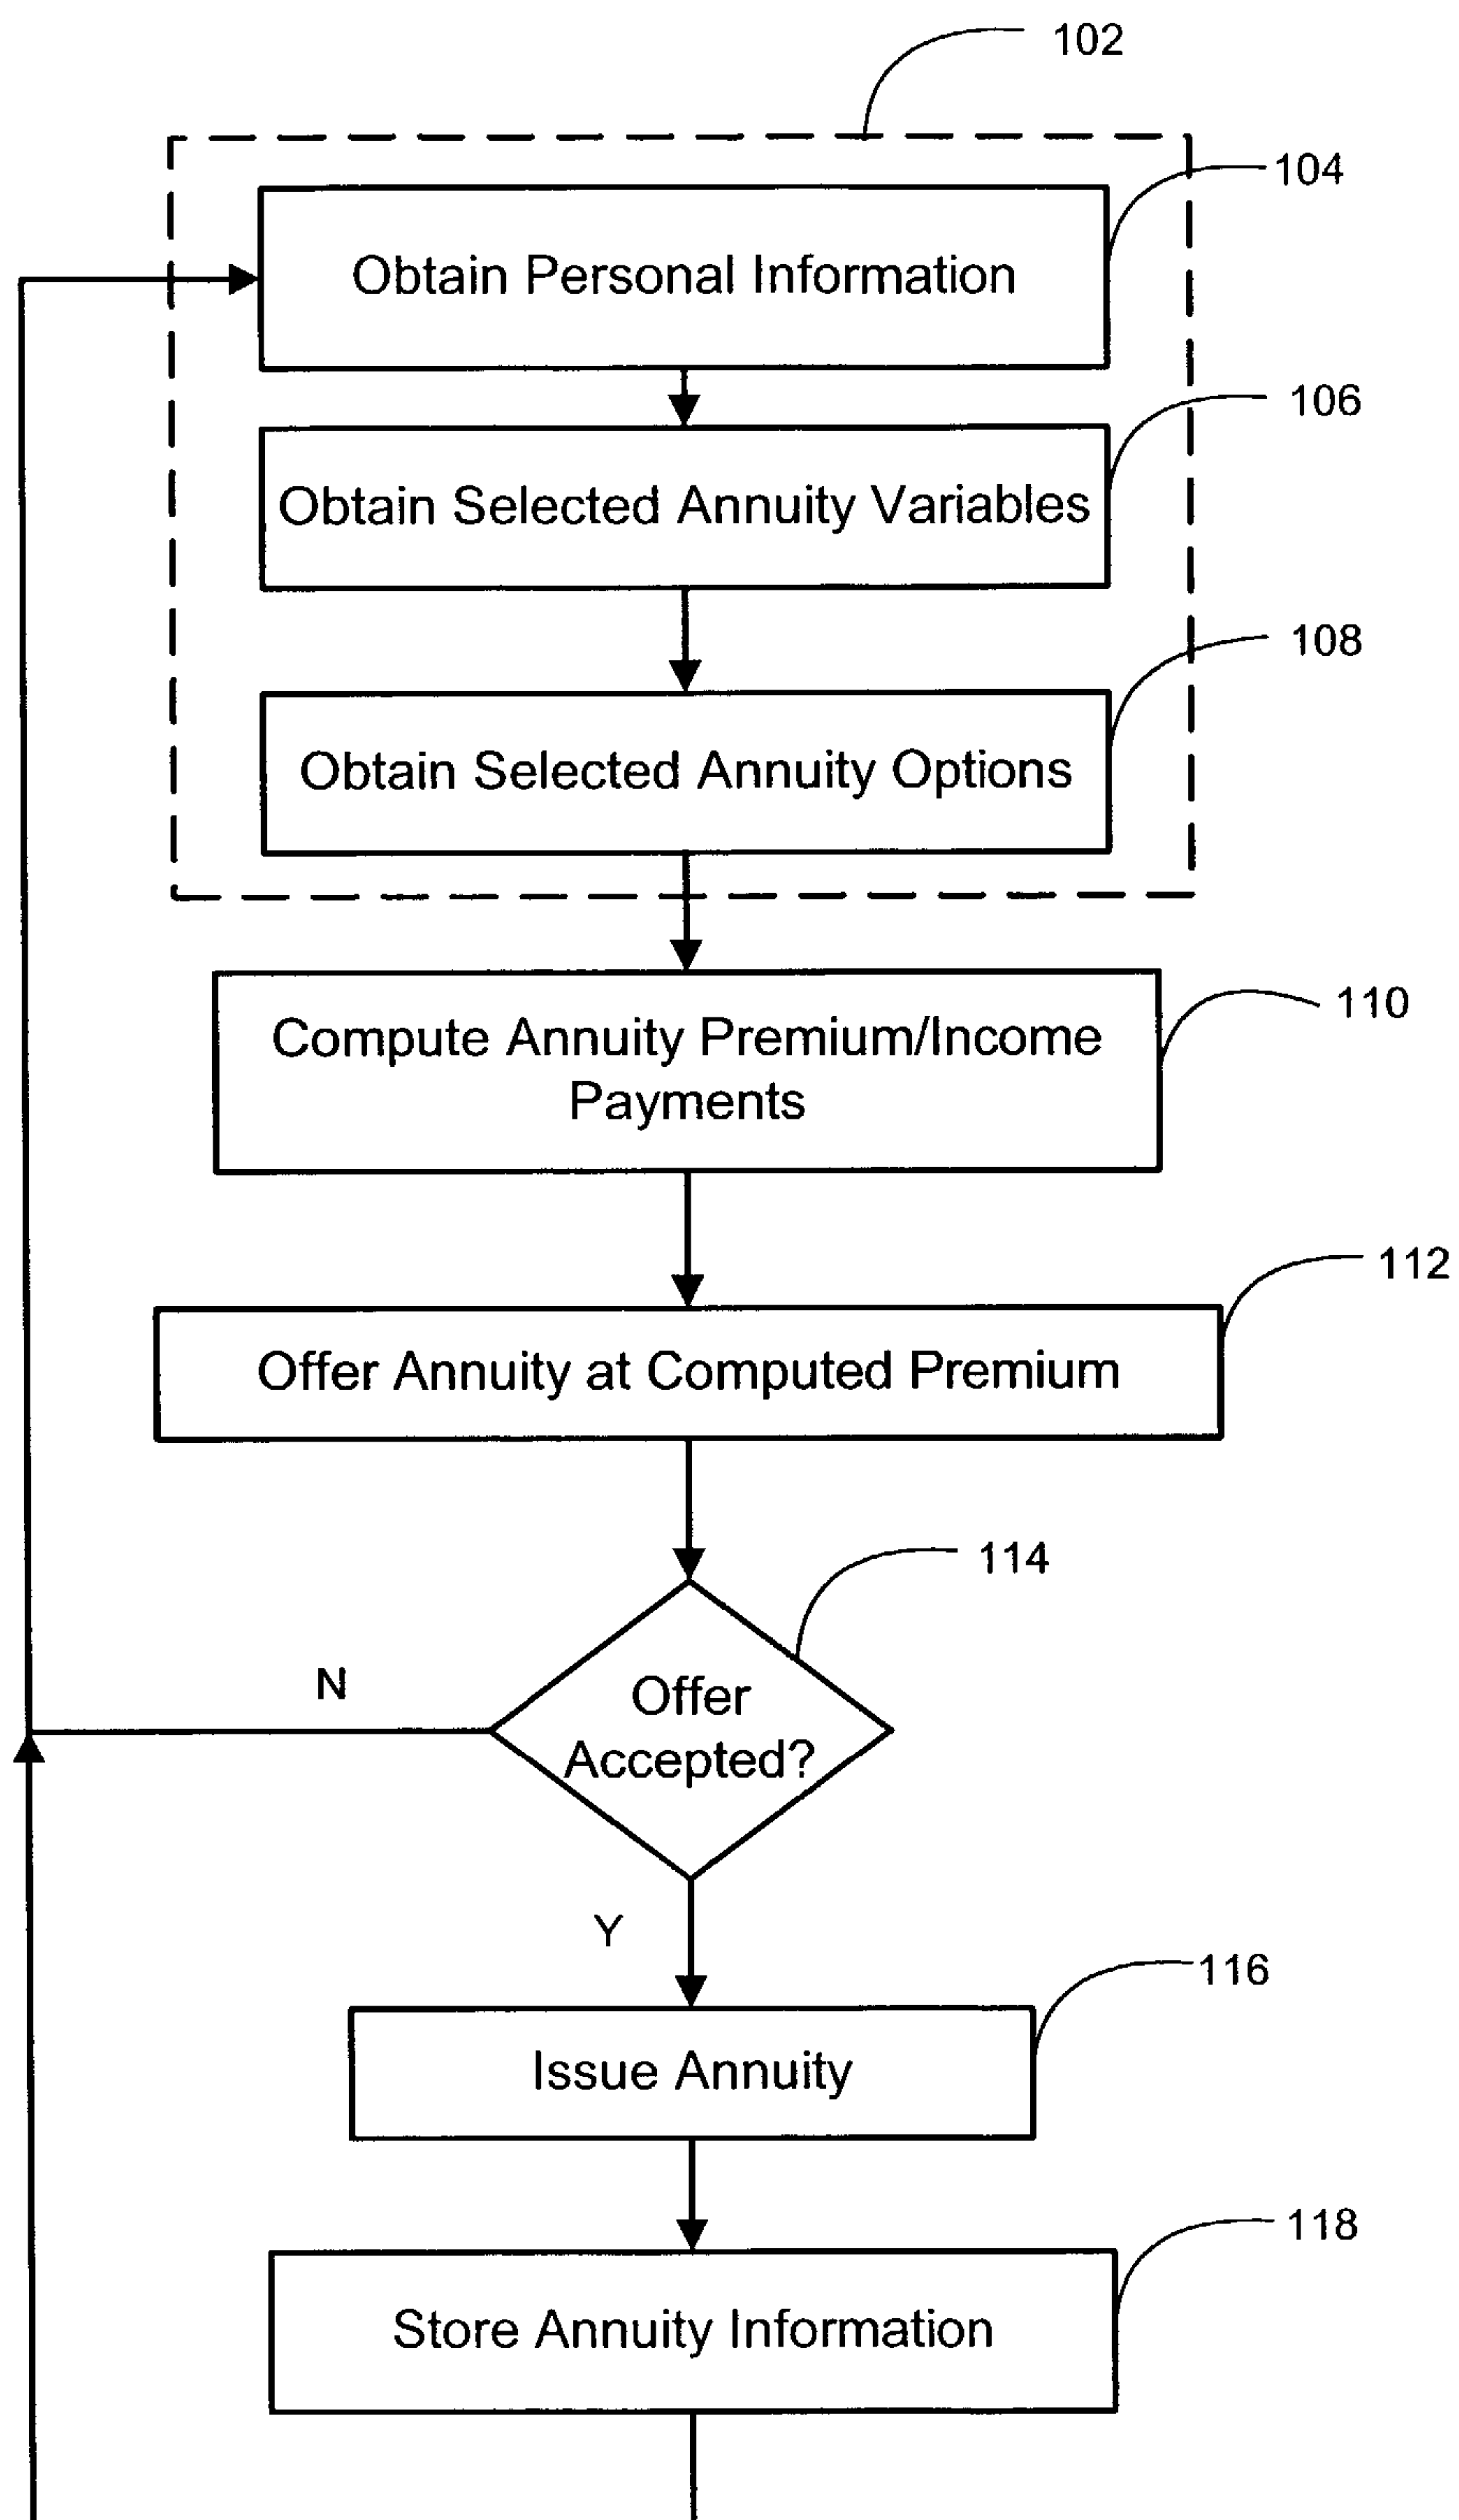 102
104
Obtain Personal Information
106
Obtain Selected Annuity Variables
108
Obtain Selected Annuity Options
110
Compute Annuity Premium/Income
Payments
112
Offer Annuity at Computed Premium
114
Offer
Accepted?
N
Y
116
Issue Annuity
118
Store Annuity Information